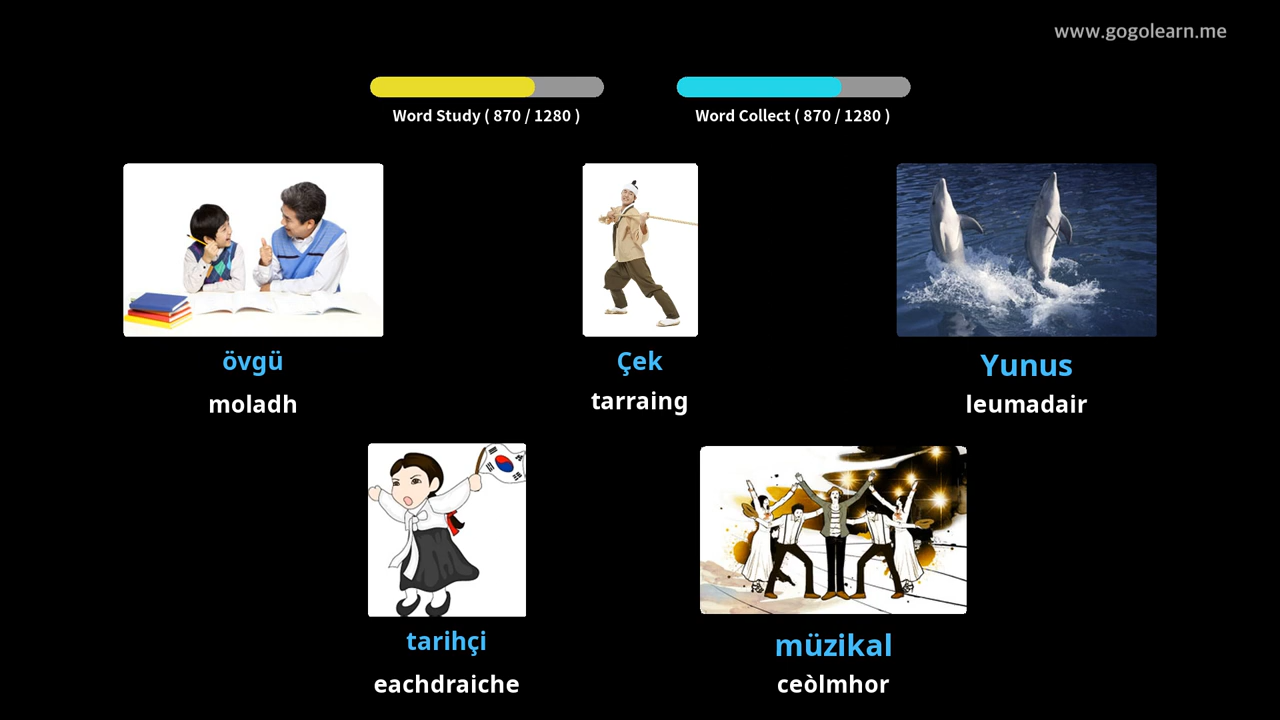 www.gogolearn.me
Word Study ( 870 / 1280 )
Word Collect ( 870 / 1280 )
övgü
moladh
Çek
tarraing
Yunus
leumadair
tarihçi
eachdraiche
müzikal
ceòlmhor